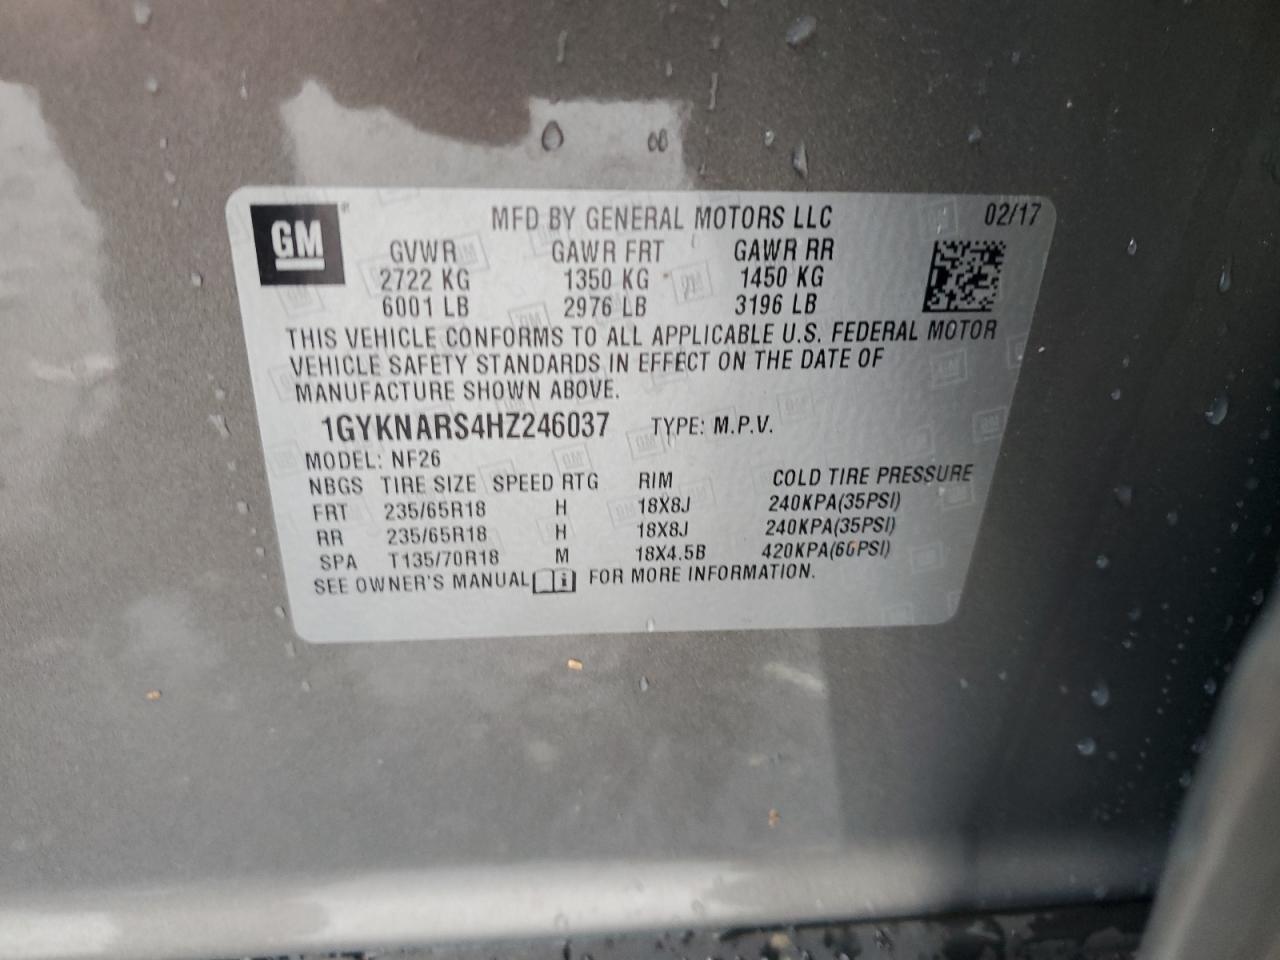 GM
MFD BY GENERAL MOTORS LLC 02/17
GVWR GAWR FRT GAWR RR
2722 KG 1350 KG 1450 KG
6001 LB 2976 LB 3196 LB
THIS VEHICLE CONFORMS TO ALL APPLICABLE U.S. FEDERAL MOTOR
VEHICLE SAFETY STANDARDS IN EFFECT ON THE DATE OF
MANUFACTURE SHOWN ABOVE.
1GYKNARS4HZ246037 TYPE: M.P.V.
MODEL: NF26
NBGS TIRE SIZE SPEED RTG RIM COLD TIRE PRESSURE
FRT 235/65R18 H 18X8J 240KPA(35PSI)
RR 235/65R18 H 18X8J 240KPA(35PSI)
SPA T135/70R18 M 18X4.5B 420KPA(60PSI)
SEE OWNER'S MANUAL FOR MORE INFORMATION.